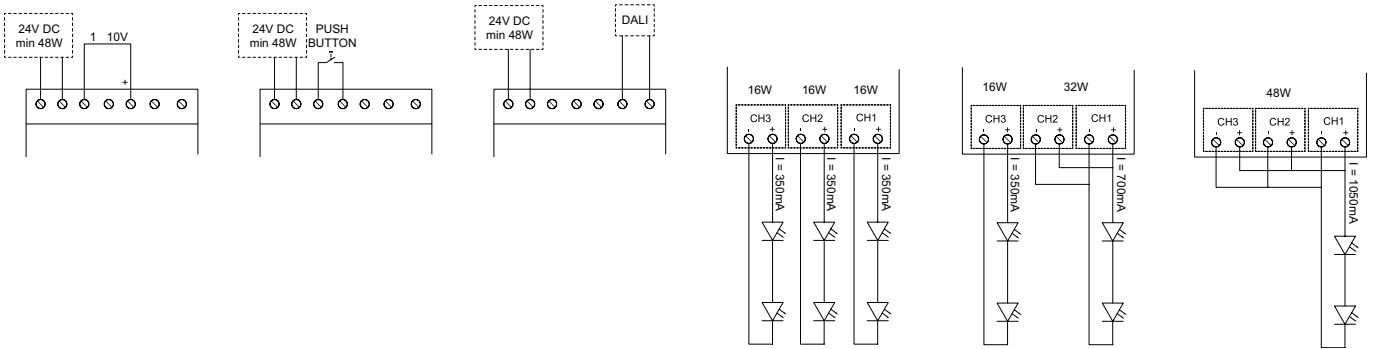 24V DC
min 48W
1 10V
+
24V DC
min 48W
PUSH
BUTTON
24V DC
min 48W
DALI
16W 16W 16W
CH3 CH2 CH1
- + - + - +
I = 350mA
I = 350mA
I = 350mA
16W 32W
CH3 CH2 CH1
- + - + - +
I = 350mA
I = 700mA
48W
CH3 CH2 CH1
- + - + - +
I = 1050mA